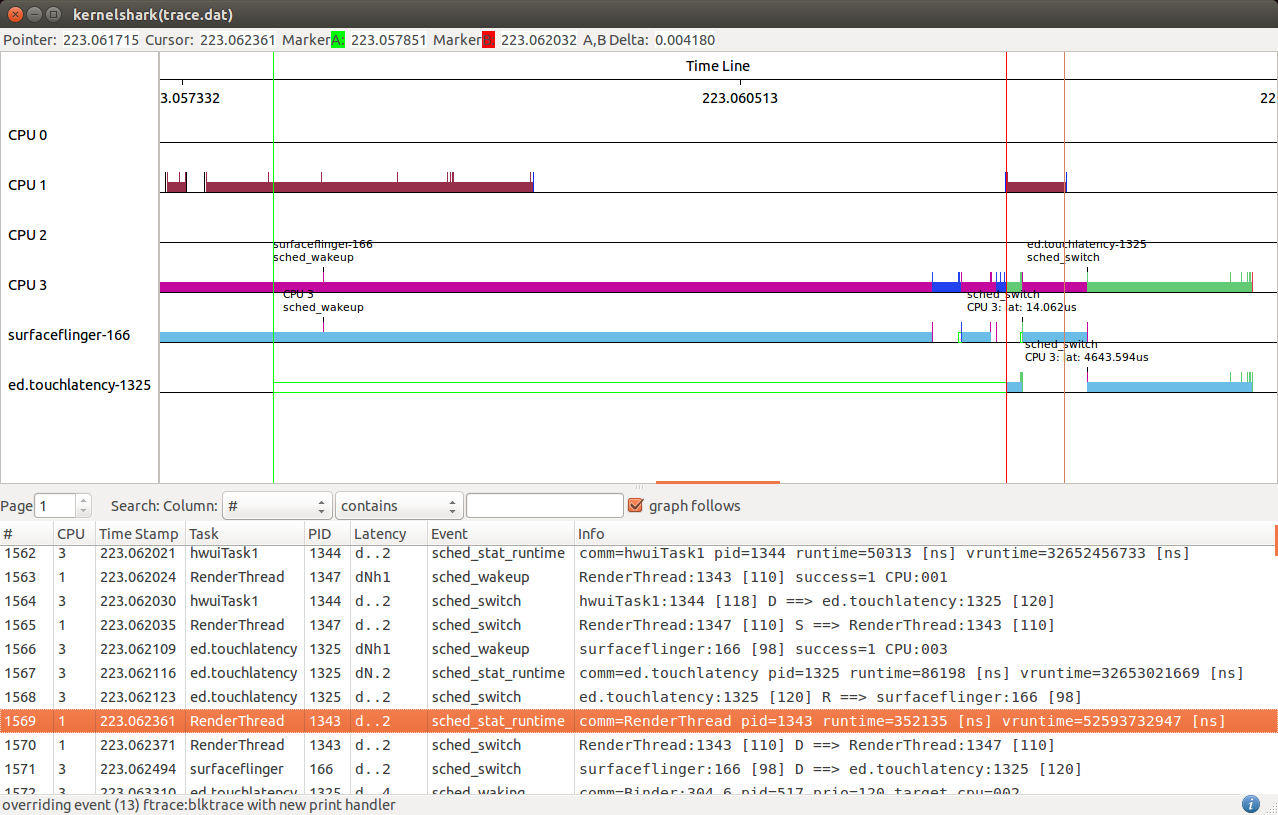 kernelshark(trace.dat)
Pointer: 223.061715 Cursor: 223.062361 Marker A: 223.057851 Marker B: 223.062032 A,B Delta: 0.004180
Time Line
3.057332 223.060513 22
CPU 0
CPU 1
CPU 2
surfaceflinger-166 ed.touchlatency-1325
sched_wakeup sched_switch
CPU 3
CPU 3 sched_switch
sched_wakeup CPU 3: lat: 14.062us
surfaceflinger-166
sched_switch
CPU 3: lat: 4643.594us
ed.touchlatency-1325
Page 1 Search: Column: # contains graph follows
# CPU Time Stamp Task PID Latency Event Info
1562 3 223.062021 hwuiTask1 1344 d..2 sched_stat_runtime comm=hwuiTask1 pid=1344 runtime=50313 [ns] vruntime=32652456733 [ns]
1563 1 223.062024 RenderThread 1347 dNh1 sched_wakeup RenderThread:1343 [110] success=1 CPU:001
1564 3 223.062030 hwuiTask1 1344 d..2 sched_switch hwuiTask1:1344 [118] D ==> ed.touchlatency:1325 [120]
1565 1 223.062035 RenderThread 1347 d..2 sched_switch RenderThread:1347 [110] S ==> RenderThread:1343 [110]
1566 3 223.062109 ed.touchlatency 1325 dNh1 sched_wakeup surfaceflinger:166 [98] success=1 CPU:003
1567 3 223.062116 ed.touchlatency 1325 dN.2 sched_stat_runtime comm=ed.touchlatency pid=1325 runtime=86198 [ns] vruntime=32653021669 [ns]
1568 3 223.062123 ed.touchlatency 1325 d..2 sched_switch ed.touchlatency:1325 [120] R ==> surfaceflinger:166 [98]
1569 1 223.062361 RenderThread 1343 d..2 sched_stat_runtime comm=RenderThread pid=1343 runtime=352135 [ns] vruntime=52593732947 [ns]
1570 1 223.062371 RenderThread 1343 d..2 sched_switch RenderThread:1343 [110] D ==> RenderThread:1347 [110]
1571 3 223.062494 surfaceflinger 166 d..2 sched_switch surfaceflinger:166 [98] D ==> ed.touchlatency:1325 [120]
1572 3 223.063310 ed.touchlatency 1325 d..4 sched_waking comm=Binder:304_6 pid=517 prio=120 target_cpu=002
overriding event (13) ftrace:blktrace with new print handler